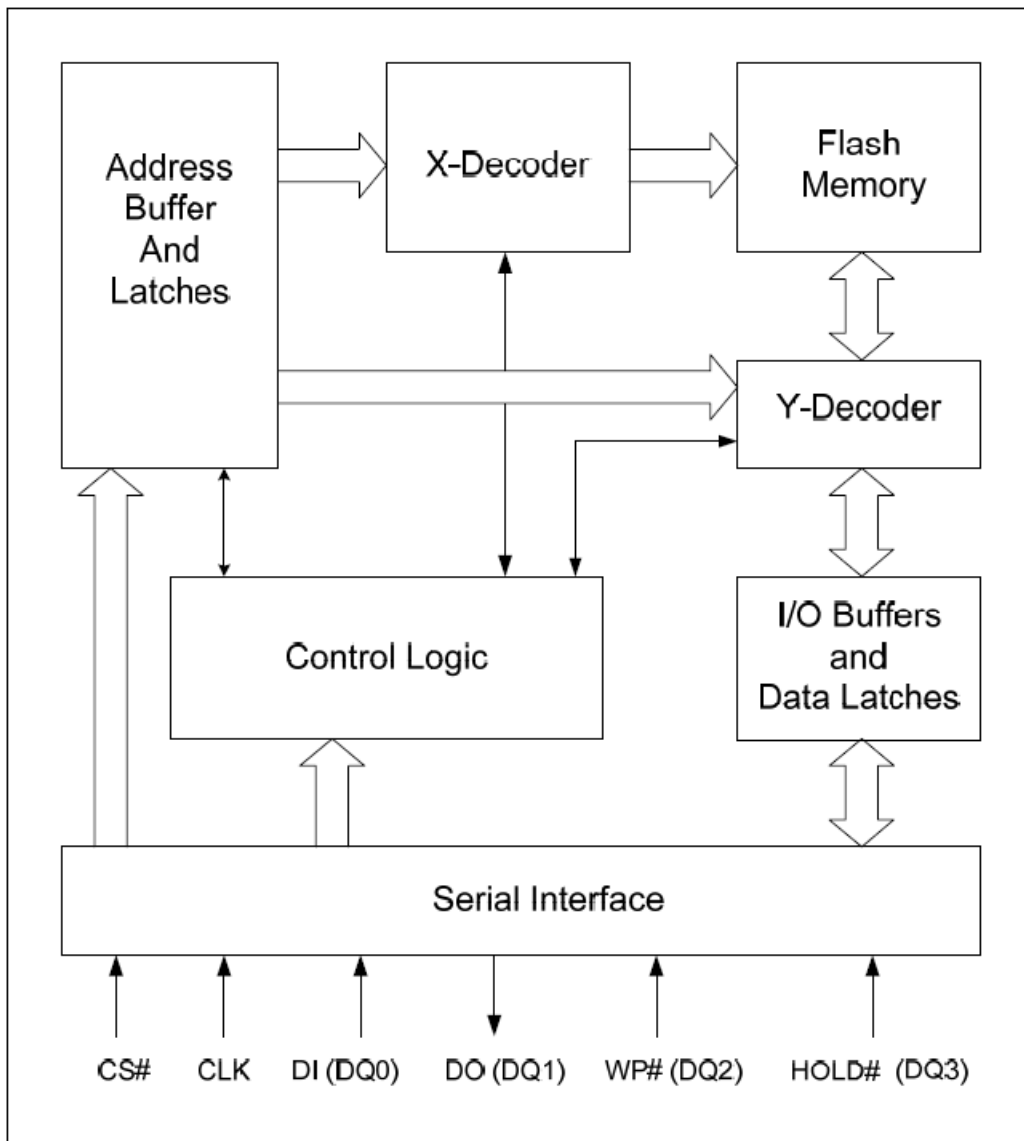 Address
Buffer
And
Latches
X-Decoder
Flash
Memory
Y-Decoder
Control Logic
I/O Buffers
and
Data Latches
Serial Interface
CS#
CLK
DI (DQ0)
DO (DQ1)
WP# (DQ2)
HOLD# (DQ3)